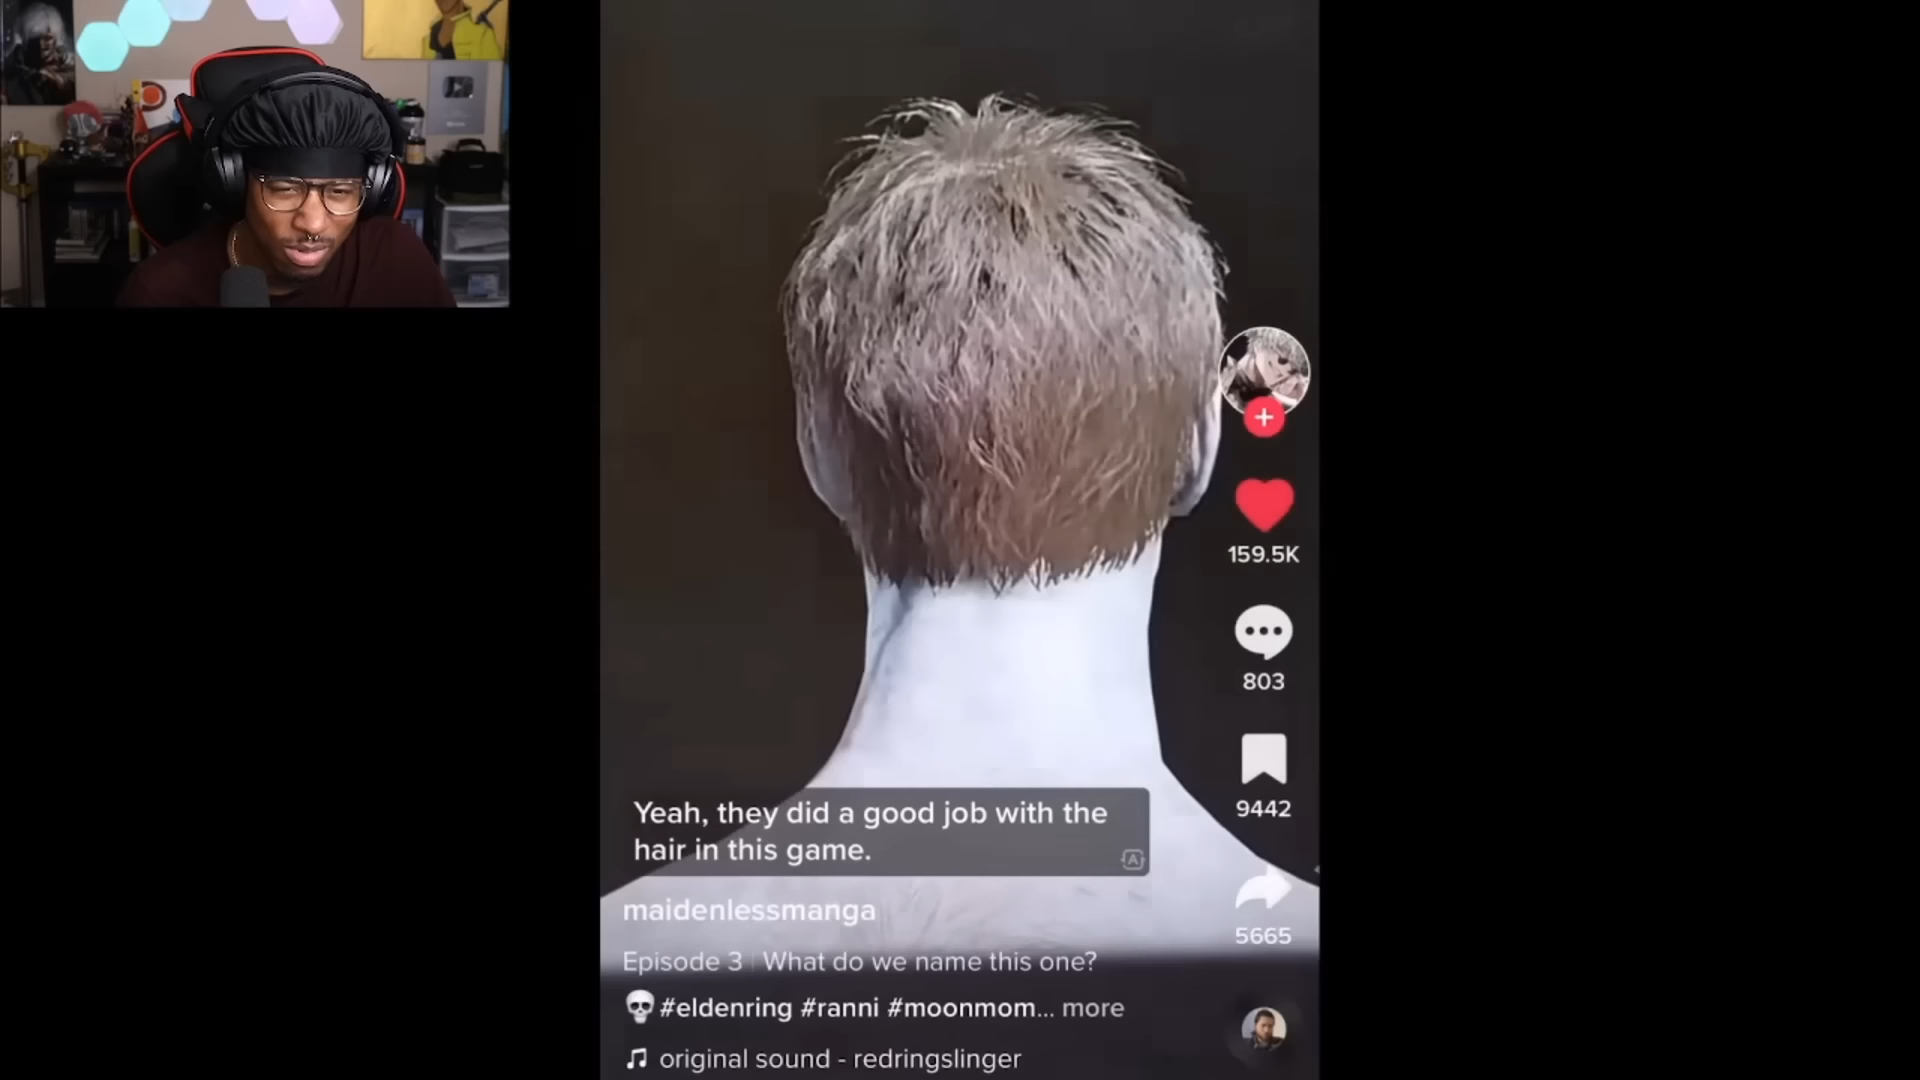 159.5K
803
9442
5665
Yeah, they did a good job with the
hair in this game.
maidenlessmanga
Episode 3 | What do we name this one?
💀#eldenring #ranni #moonmom... more
original sound - redringslinger